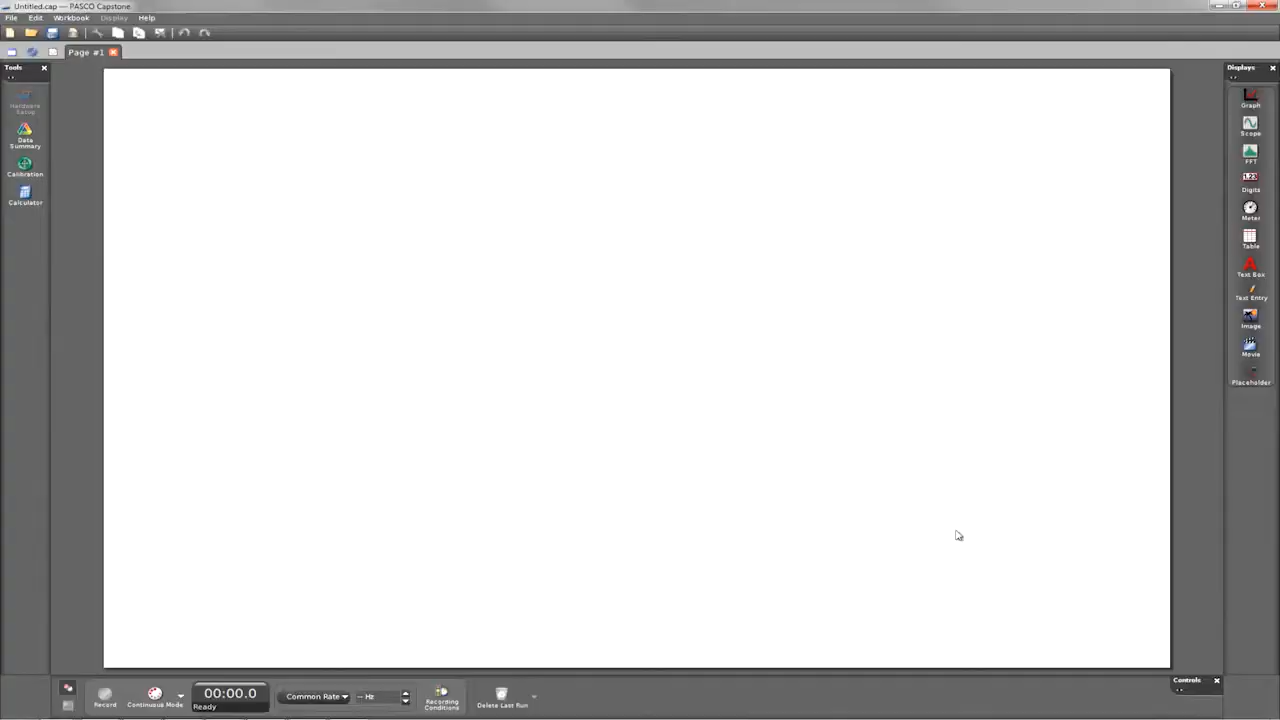 Untitled.cap — PASCO Capstone
File Edit Workbook Display Help
Page #1
Tools
Displays
Hardware
Setup
Data
Summary
Calibration
Calculator
Graph
Scope
FFT
1.23
Digits
Meter
Table
A
Text Box
Text Entry
Image
Movie
Placeholder
Controls
Record
Continuous Mode
00:00.0
Ready
Common Rate
-- Hz
Recording
Conditions
Delete Last Run